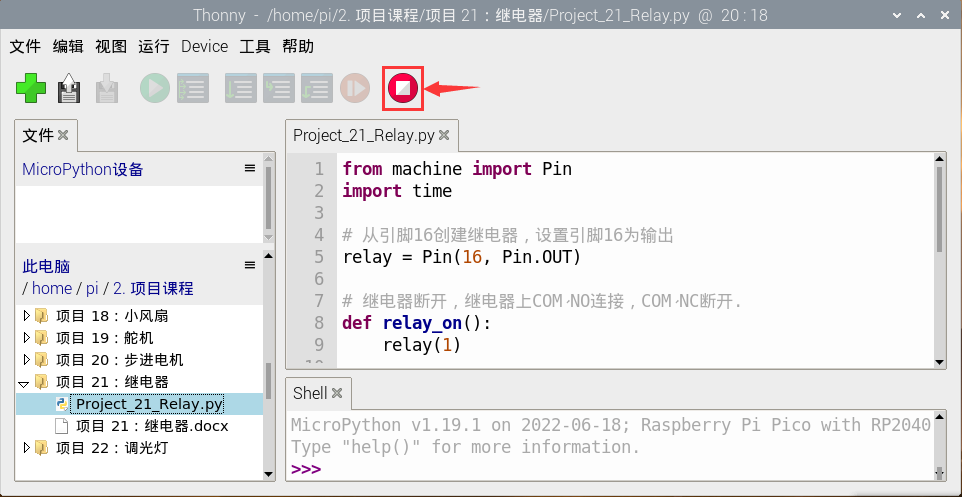 Thonny - /home/pi/2. 项目课程/项目 21：继电器/Project_21_Relay.py @ 20 : 18
文件 编辑 视图 运行 Device 工具 帮助
文件
MicroPython设备
此电脑
/ home / pi / 2. 项目课程
项目 18：小风扇
项目 19：舵机
项目 20：步进电机
项目 21：继电器
Project_21_Relay.py
项目 21：继电器.docx
项目 22：调光灯
Project_21_Relay.py
1 from machine import Pin
2 import time
3
4 # 从引脚16创建继电器，设置引脚16为输出
5 relay = Pin(16, Pin.OUT)
6
7 # 继电器断开，继电器上COM NO连接，COM NC断开.
8 def relay_on():
9 relay(1)
Shell
MicroPython v1.19.1 on 2022-06-18; Raspberry Pi Pico with RP2040
Type "help()" for more information.
>>>